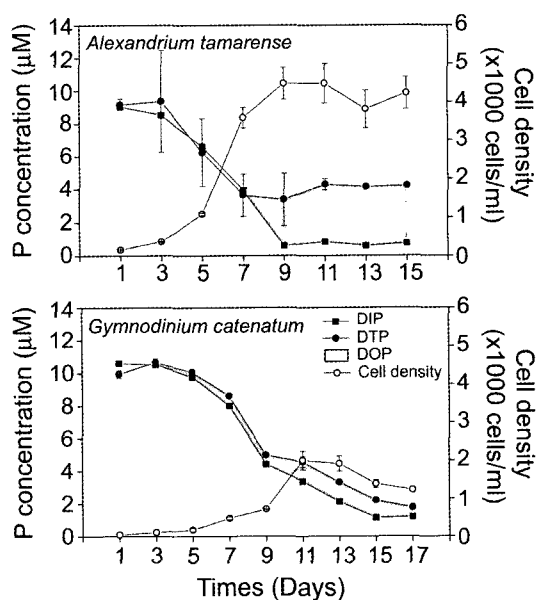 Alexandrium tamarense
P concentration (µM)
14
12
10
8
6
4
2
0
Cell density
(x1000 cells/ml)
6
5
4
3
2
1
0
1 3 5 7 9 11 13 15
Gymnodinium catenatum
DIP
DTP
DOP
Cell density
P concentration (µM)
14
12
10
8
6
4
2
0
Cell density
(x1000 cells/ml)
6
5
4
3
2
1
0
1 3 5 7 9 11 13 15 17
Times (Days)